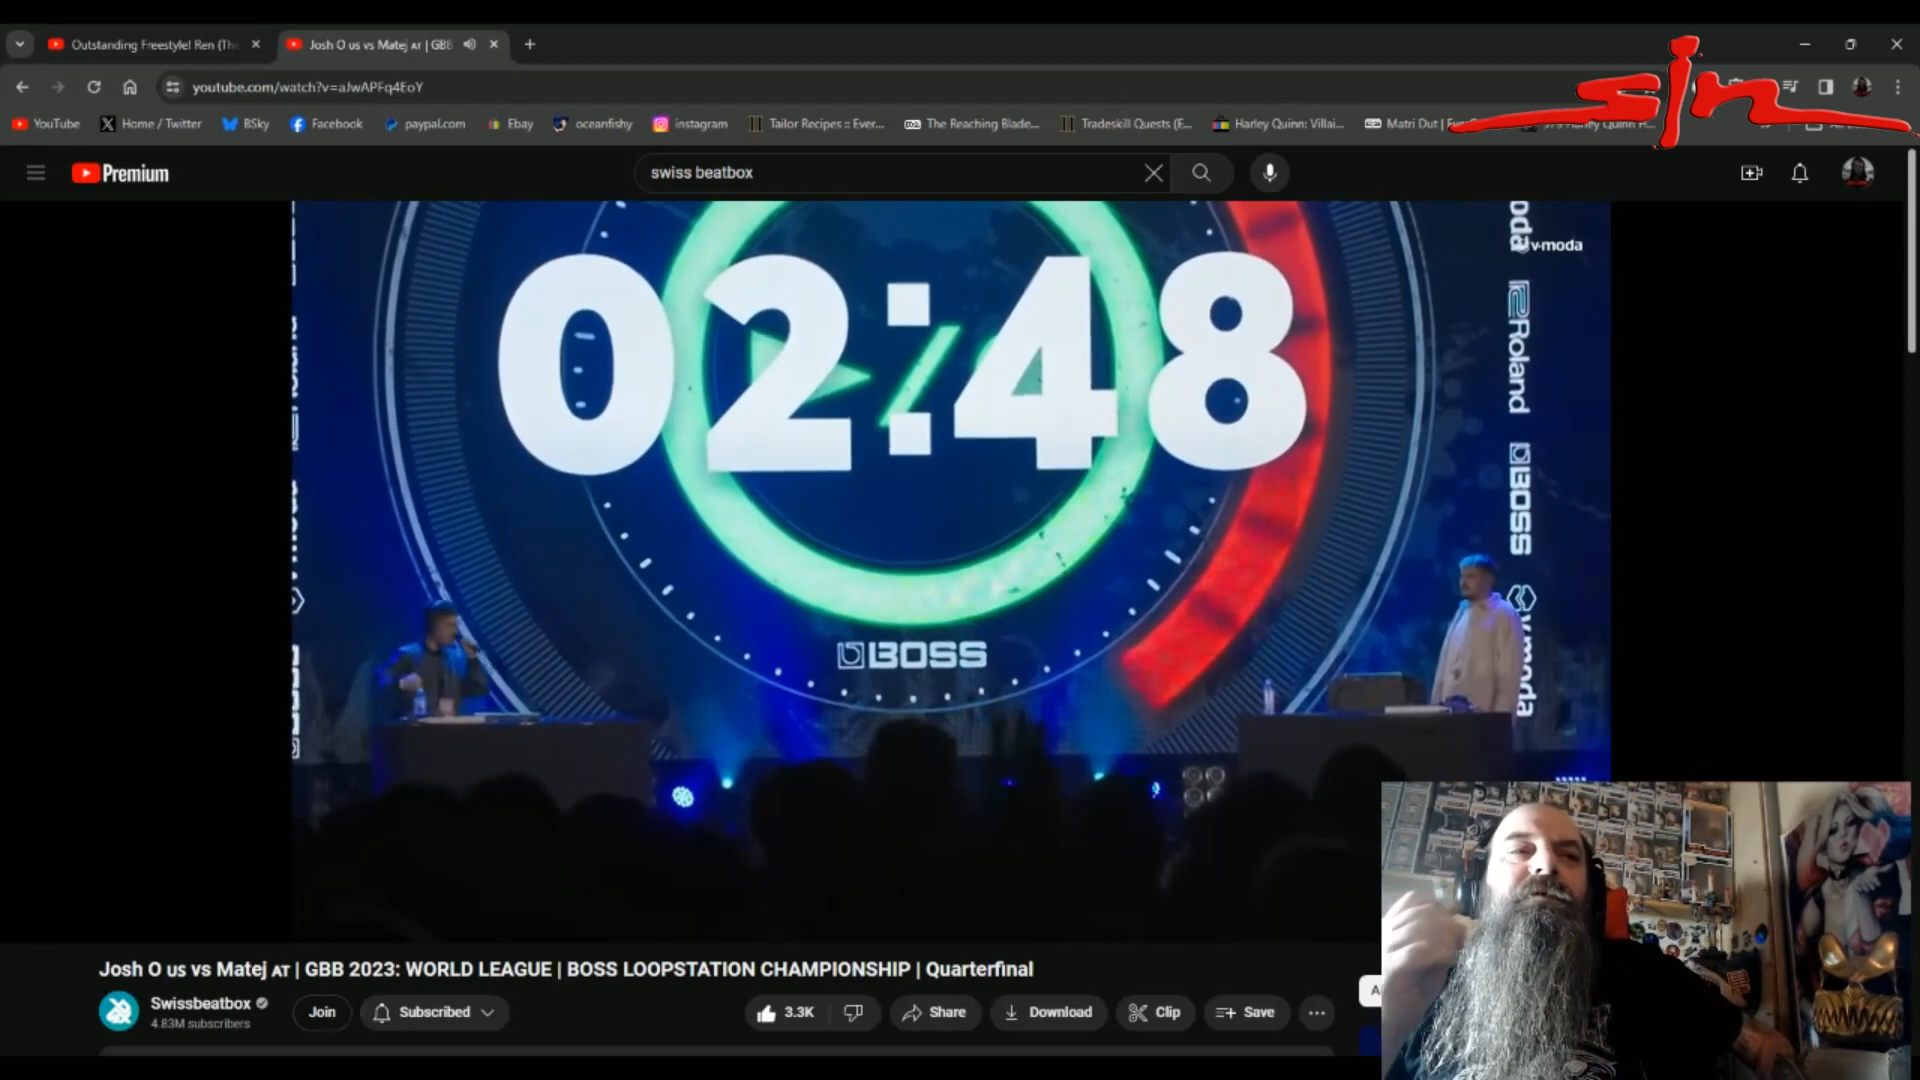 Outstanding Freestyle! Ren (Th
Josh O us vs Matej AT | GBB
sin
youtube.com/watch?v=aJwAPFq4EoY
YouTube
Home / Twitter
BSky
Facebook
paypal.com
Ebay
oceanfishy
instagram
Tailor Recipes :: Ever...
The Reaching Blade...
Tradeskill Quests (E...
Harley Quinn: Villai...
Premium
swiss beatbox
v-moda
02:48
Roland
BOSS
v-moda
BOSS
Josh O us vs Matej AT | GBB 2023: WORLD LEAGUE | BOSS LOOPSTATION CHAMPIONSHIP | Quarterfinal
Swissbeatbox
4.83M subscribers
Join
Subscribed
3.3K
Share
Download
Clip
Save